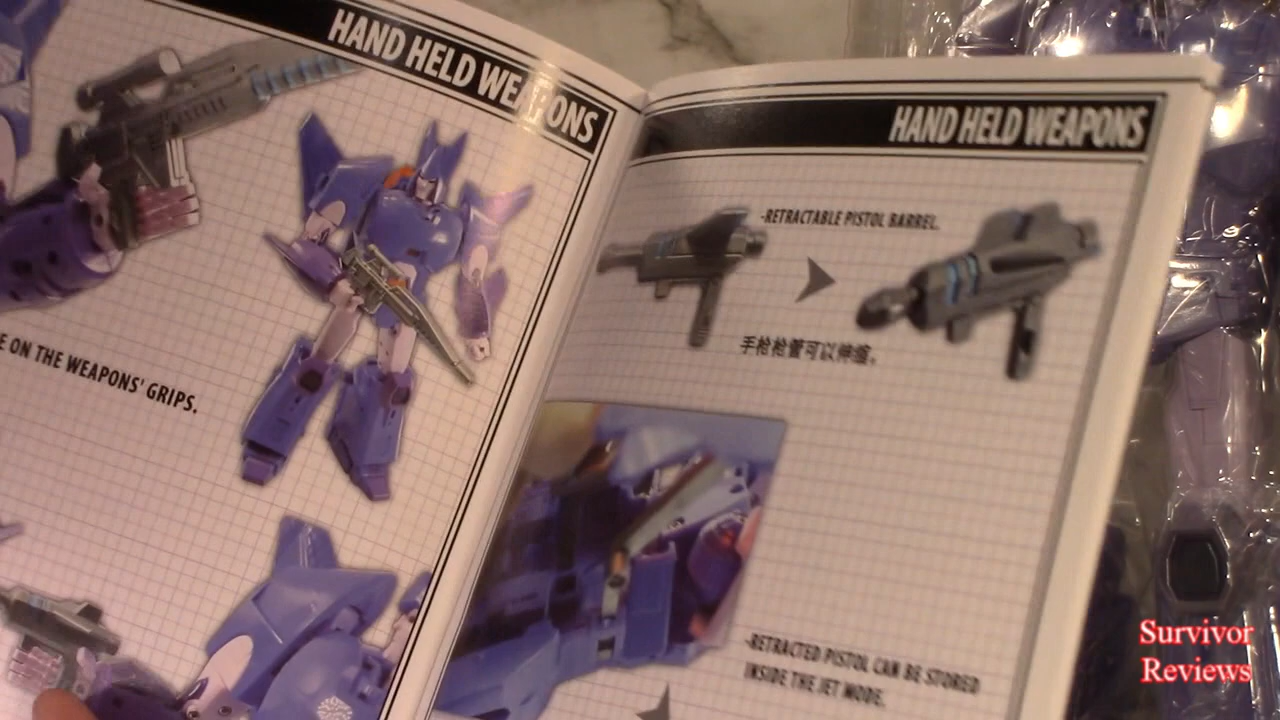 HAND HELD WEAPONS
E ON THE WEAPONS' GRIPS.
HAND HELD WEAPONS
-RETRACTABLE PISTOL BARREL.
手枪枪管可以伸缩。
-RETRACTED PISTOL CAN BE STORED
INSIDE THE JET MODE.
Survivor
Reviews